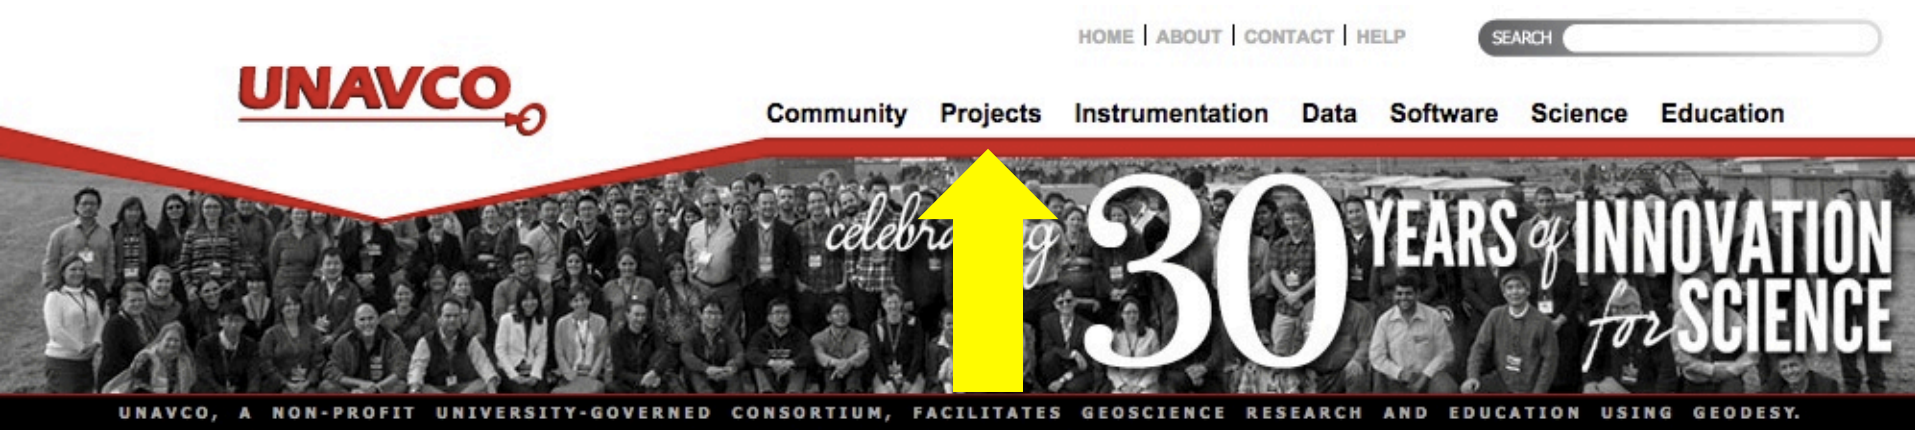 HOME | ABOUT | CONTACT | HELP
SEARCH
UNAVCO
Community Projects Instrumentation Data Software Science Education
30 YEARS of INNOVATION
for SCIENCE
UNAVCO, A NON-PROFIT UNIVERSITY-GOVERNED CONSORTIUM, FACILITATES GEOSCIENCE RESEARCH AND EDUCATION USING GEODESY.